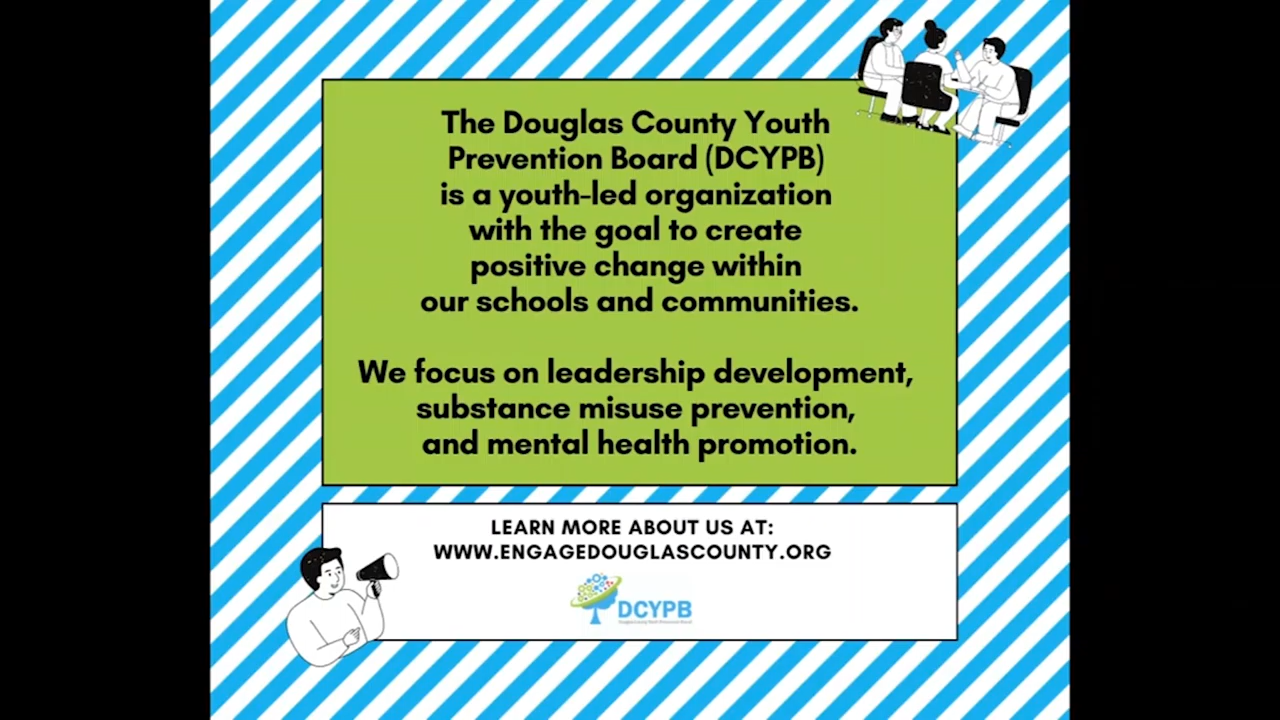 The Douglas County Youth
Prevention Board (DCYPB)
is a youth-led organization
with the goal to create
positive change within
our schools and communities.
We focus on leadership development,
substance misuse prevention,
and mental health promotion.
LEARN MORE ABOUT US AT:
WWW.ENGAGEDOUGLASCOUNTY.ORG
DCYPB